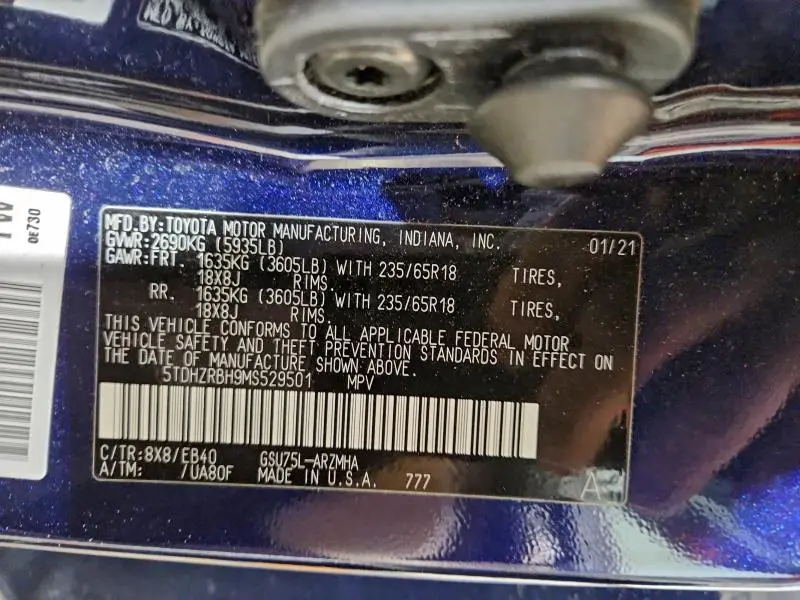 MFD.BY:TOYOTA MOTOR MANUFACTURING, INDIANA, INC. 01/21
GVWR:2690KG (5935LB)
GAWR:FRT. 1635KG (3605LB) WITH 235/65R18 TIRES,
18X8J RIMS.
RR. 1635KG (3605LB) WITH 235/65R18 TIRES,
18X8J RIMS.
THIS VEHICLE CONFORMS TO ALL APPLICABLE FEDERAL MOTOR
VEHICLE SAFETY AND THEFT PREVENTION STANDARDS IN EFFECT ON
THE DATE OF MANUFACTURE SHOWN ABOVE.
5TDHZRBH9MS529501 MPV
C/TR:8X8/EB40 GSU75L-ARZMHA
A/TM: /UA80F MADE IN U.S.A. 777
A
0E730